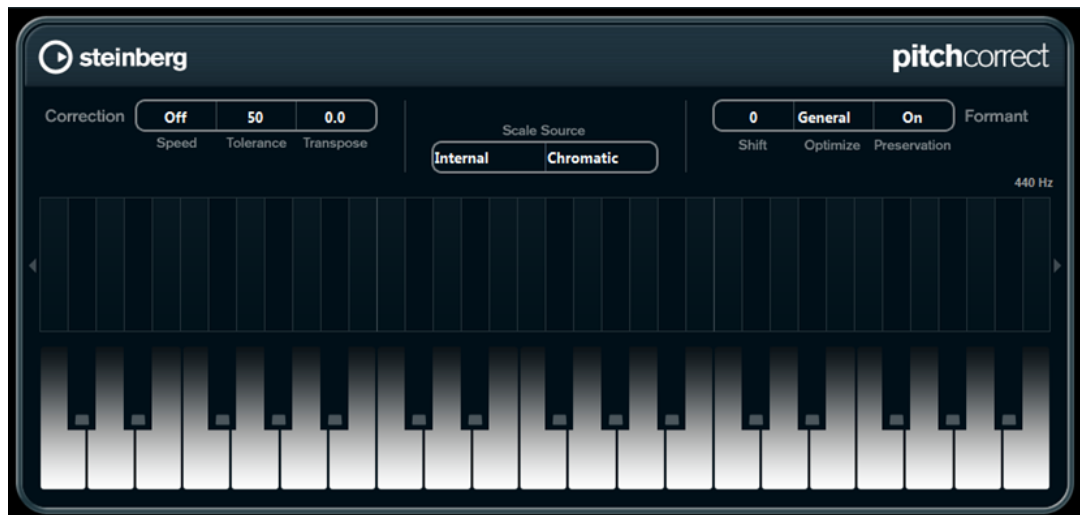 steinberg
pitchcorrect
Correction Off 50 0.0
Speed Tolerance Transpose
Scale Source
Internal Chromatic
0 General On Formant
Shift Optimize Preservation
440 Hz